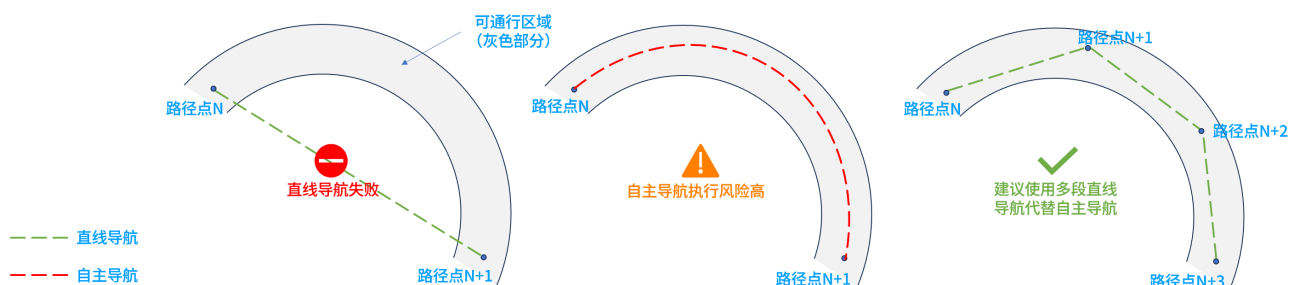 可通行区域
（灰色部分）
路径点N
直线导航失败
路径点N+1
直线导航
自主导航
路径点N
自主导航执行风险高
路径点N+1
路径点N+1
路径点N
路径点N+2
建议使用多段直线
导航代替自主导航
路径点N+3